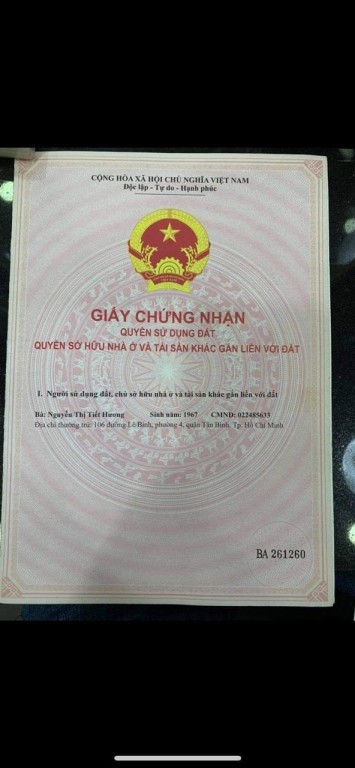 CỘNG HÒA XÃ HỘI CHỦ NGHĨA VIỆT NAM
Độc lập - Tự do - Hạnh phúc
GIẤY CHỨNG NHẬN
QUYỀN SỬ DỤNG ĐẤT
QUYỀN SỞ HỮU NHÀ Ở VÀ TÀI SẢN KHÁC GẮN LIỀN VỚI ĐẤT
I. Người sử dụng đất, chủ sở hữu nhà ở và tài sản khác gắn liền với đất
Bà: Nguyễn Thị Tiết Hương Sinh năm: 1967 CMND: 022485633
Địa chỉ thường trú: 106 đường Lê Bình, phường 4, quận Tân Bình, Tp. Hồ Chí Minh
BA 261260